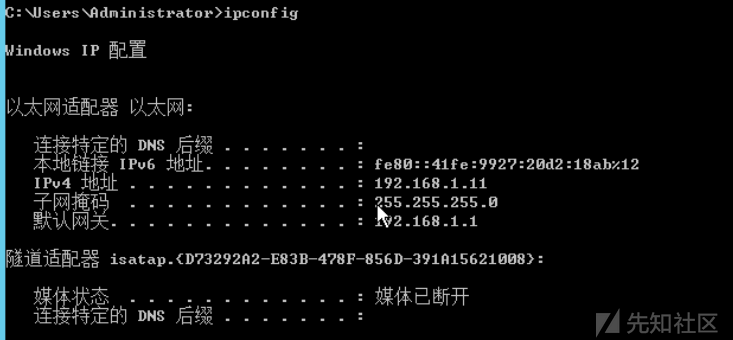 C:\Users\Administrator>ipconfig
Windows IP 配置
以太网适配器 以太网:
连接特定的 DNS 后缀 . . . . . . . :
本地链接 IPv6 地址. . . . . . . . : fe80::41fe:9927:20d2:18ab%12
IPv4 地址 . . . . . . . . . . . . : 192.168.1.11
子网掩码 . . . . . . . . . . . . : 255.255.255.0
默认网关. . . . . . . . . . . . . : 192.168.1.1
隧道适配器 isatap.{D73292A2-E83B-478F-856D-391A15621008}:
媒体状态 . . . . . . . . . . . . : 媒体已断开
连接特定的 DNS 后缀 . . . . . . . :
先知社区